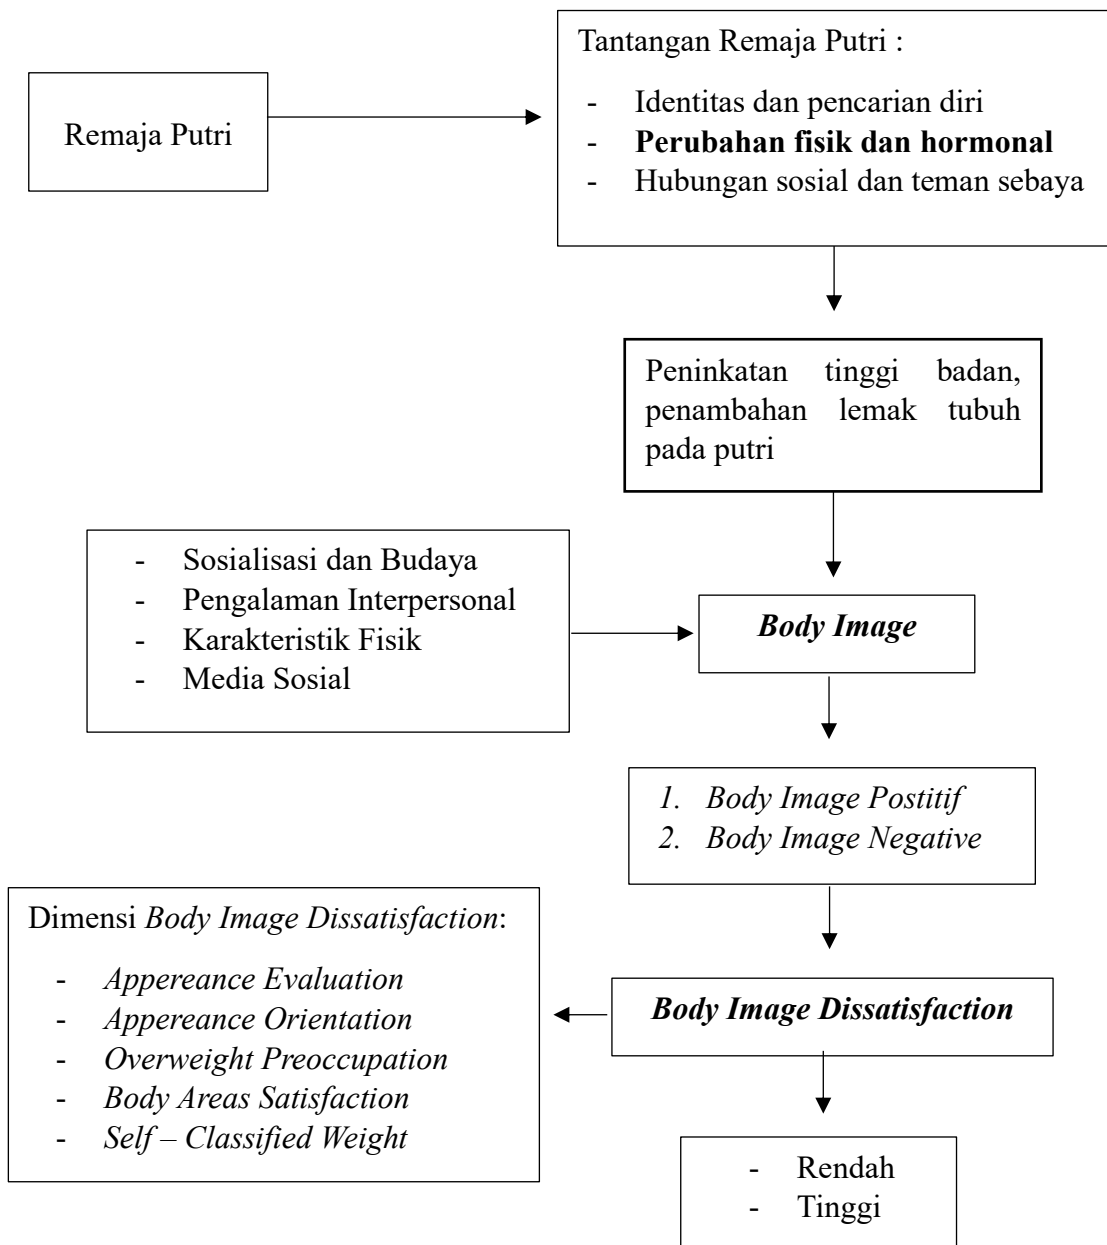 Remaja Putri
Tantangan Remaja Putri :
- Identitas dan pencarian diri
- Perubahan fisik dan hormonal
- Hubungan sosial dan teman sebaya
Peninkatan tinggi badan,
penambahan lemak tubuh
pada putri
- Sosialisasi dan Budaya
- Pengalaman Interpersonal
- Karakteristik Fisik
- Media Sosial
Body Image
1. Body Image Postitif
2. Body Image Negative
Dimensi Body Image Dissatisfaction:
- Appereance Evaluation
- Appereance Orientation
- Overweight Preoccupation
- Body Areas Satisfaction
- Self – Classified Weight
Body Image Dissatisfaction
- Rendah
- Tinggi